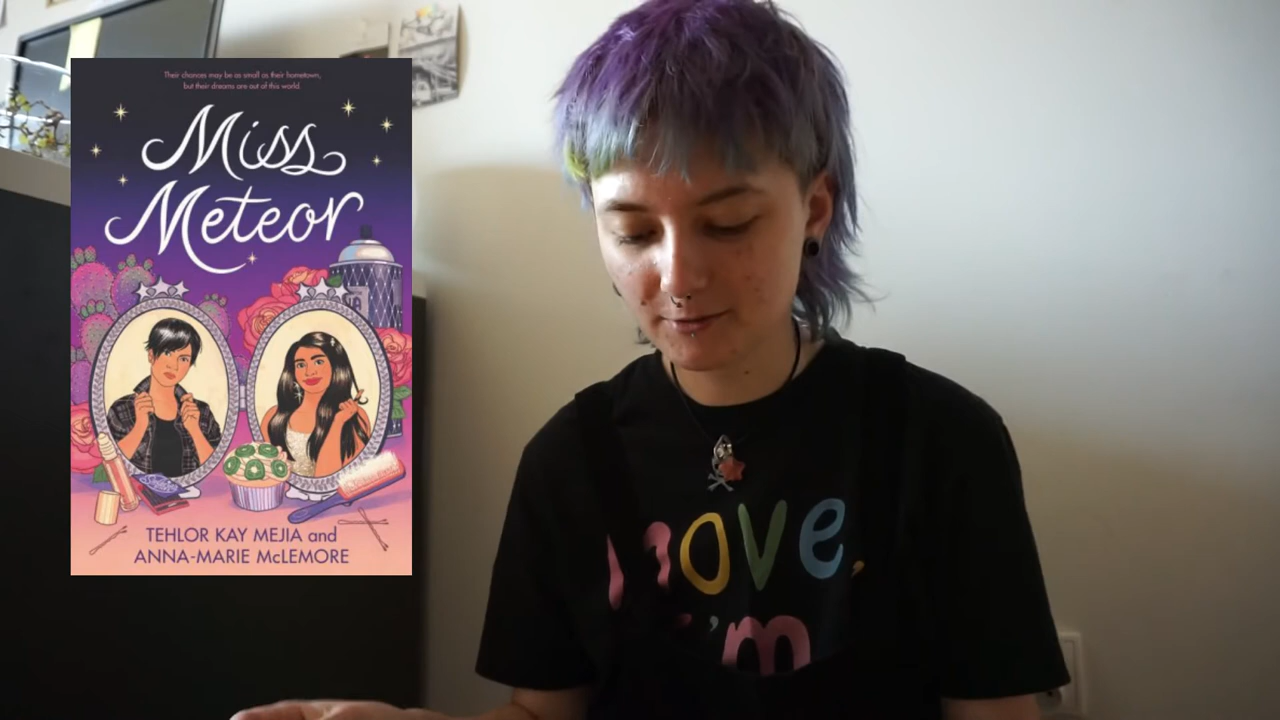 Their chances may be as small as their hometown,
but their dreams are out of this world.
Miss
Meteor
TEHLOR KAY MEJIA and
ANNA-MARIE McLEMORE
move,
I'm